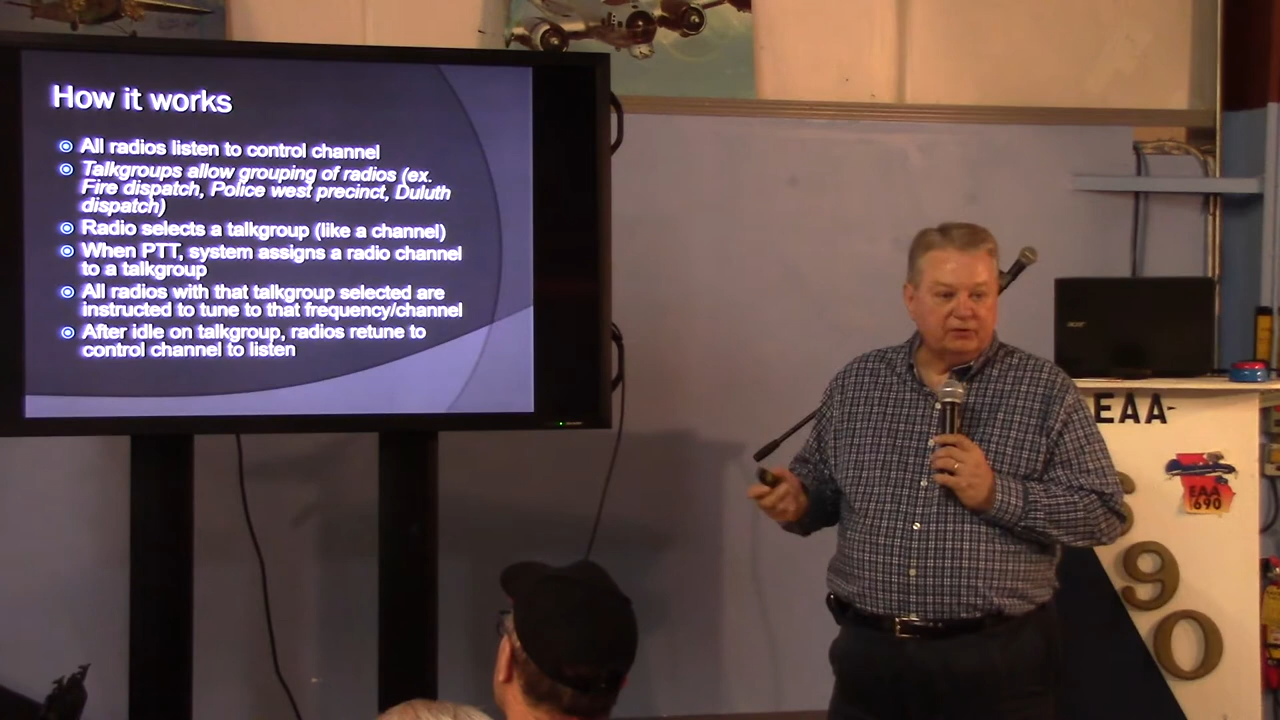 How it works
All radios listen to control channel
Talkgroups allow grouping of radios (ex.
Fire dispatch, Police west precinct, Duluth
dispatch)
Radio selects a talkgroup (like a channel)
When PTT, system assigns a radio channel
to a talkgroup
All radios with that talkgroup selected are
instructed to tune to that frequency/channel
After idle on talkgroup, radios retune to
control channel to listen
acer
EAA-
EAA
690
690